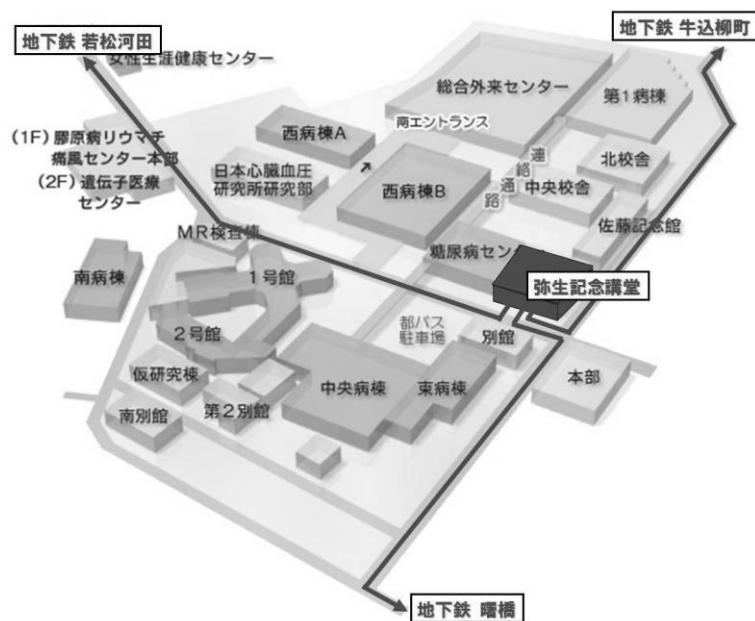 地下鉄 若松河田
地下鉄 牛込柳町
女性生涯健康センター
総合外来センター
第1病棟
南エントランス
(1F)膠原病リウマチ
痛風センター本部
(2F)遺伝子医療
センター
西病棟A
日本心臓血圧
研究所研究部
西病棟B
連絡通路
北校舎
中央校舎
佐藤記念館
MR検査棟
糖尿病セン
弥生記念講堂
南病棟
1号館
2号館
都バス
駐車場
別館
仮研究棟
中央病棟
東病棟
本部
南別館
第2別館
地下鉄 曙橋